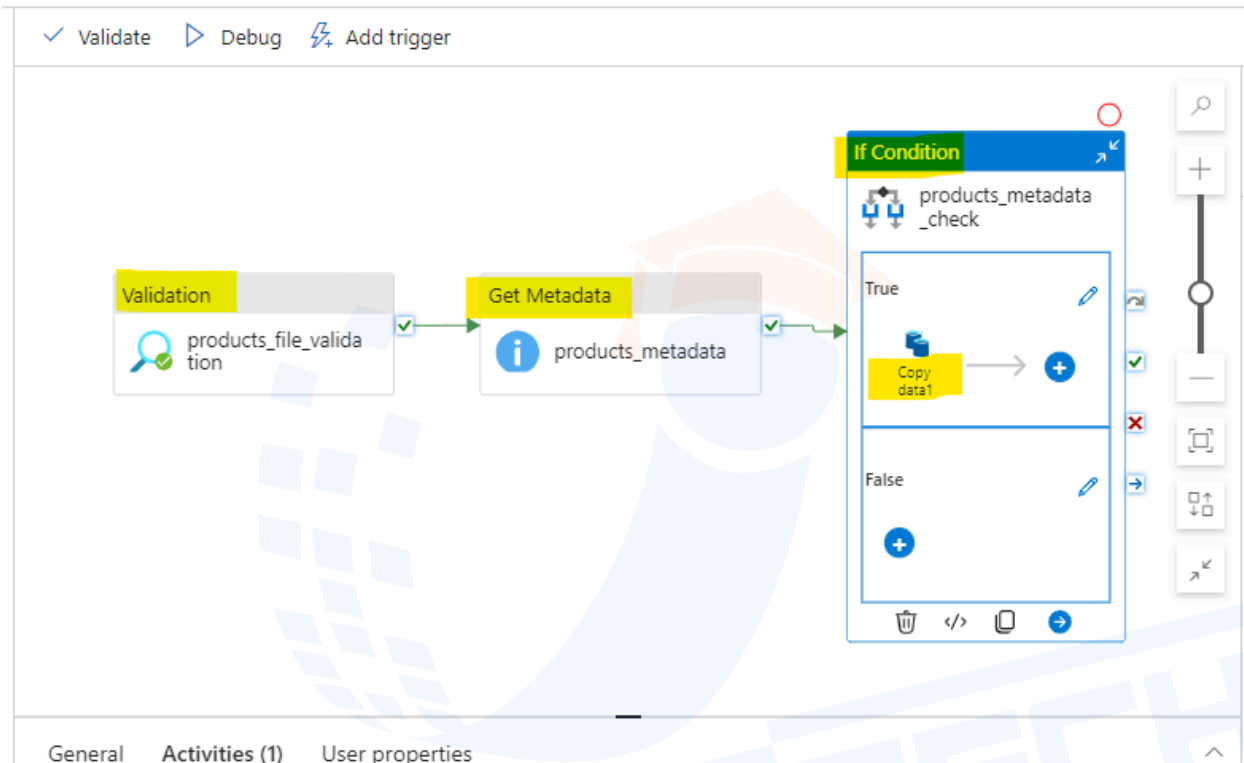 Validate Debug Add trigger
If Condition
products_metadata
_check
Validation
products_file_valida
tion
Get Metadata
products_metadata
True
Copy
data1
False
</>
General Activities (1) User properties
TECH